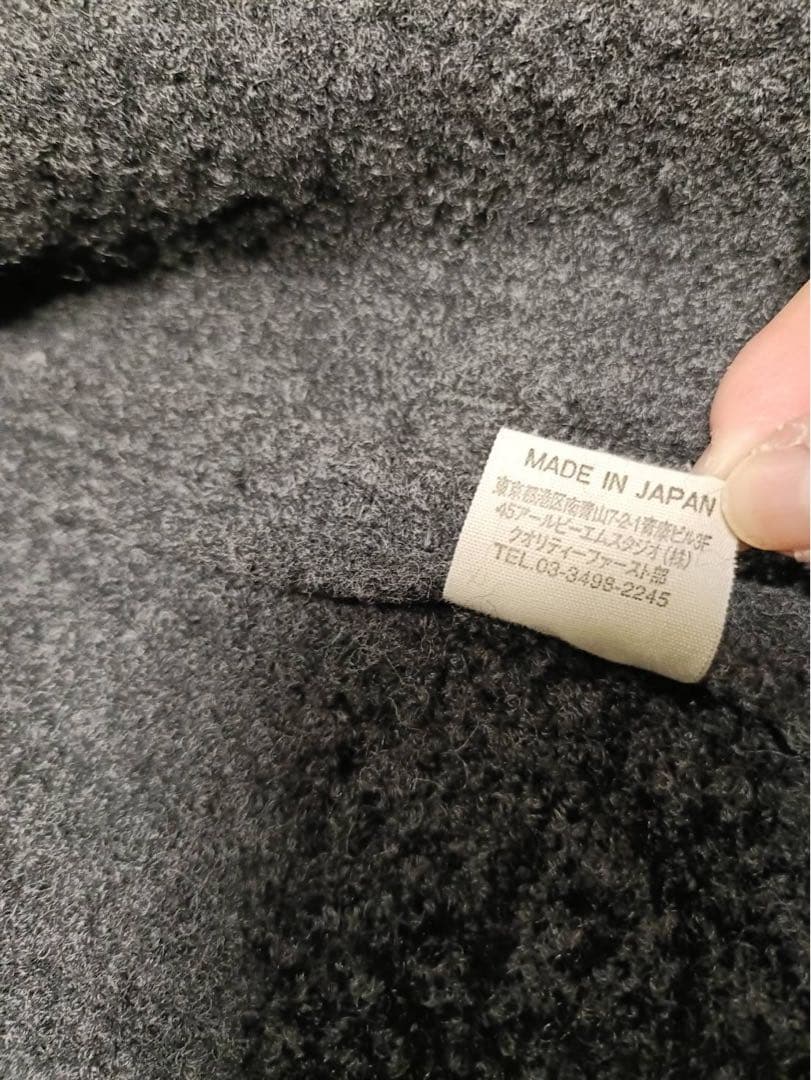 MADE IN JAPAN
東京都港区南青山7-2-1青康ビル3F
45アールピーエムスタジオ(株)
クオリティーファースト部
TEL.03-3498-2245